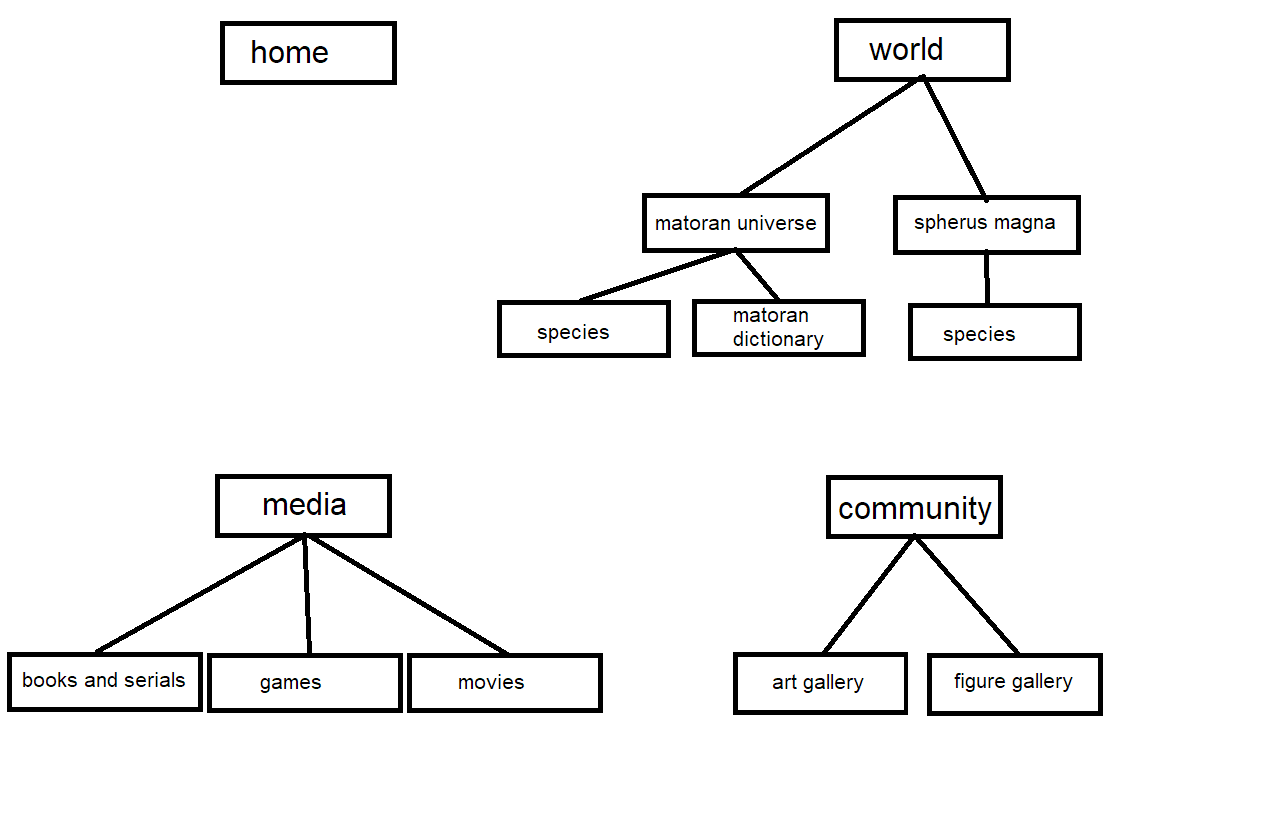 home
world
matoran universe
spherus magna
species
matoran
dictionary
species
media
community
books and serials
games
movies
art gallery
figure gallery